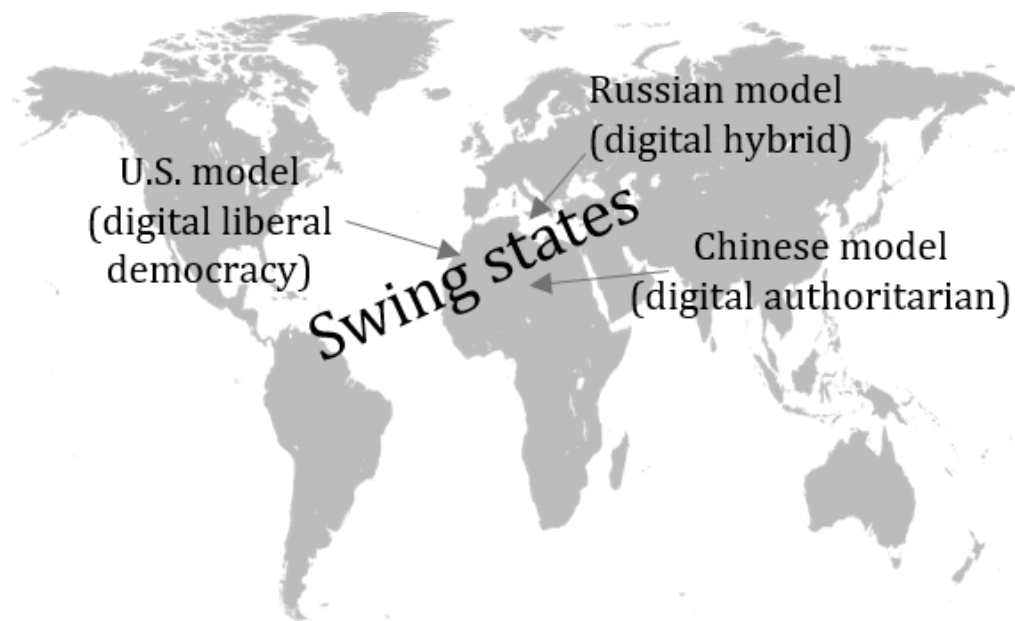 Russian model
(digital hybrid)
U.S. model
(digital liberal
democracy)
Swing states
Chinese model
(digital authoritarian)